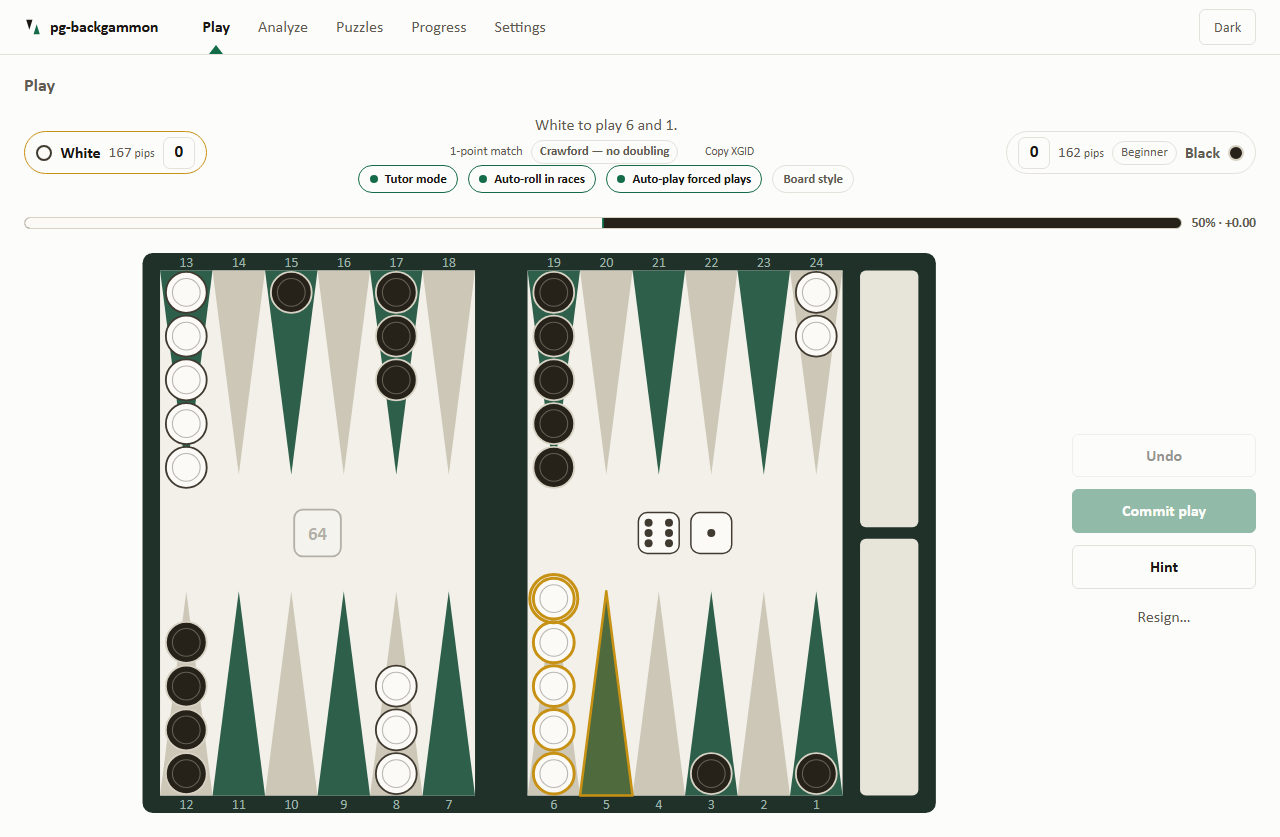 pg-backgammon Play Analyze Puzzles Progress Settings Dark
Play
White to play 6 and 1.
White 167 pips 0
1-point match Crawford — no doubling Copy XGID
0 162 pips Beginner Black
Tutor mode Auto-roll in races Auto-play forced plays Board style
50% · +0.00
13 14 15 16 17 18 19 20 21 22 23 24
64
Undo
Commit play
Hint
Resign...
12 11 10 9 8 7 6 5 4 3 2 1